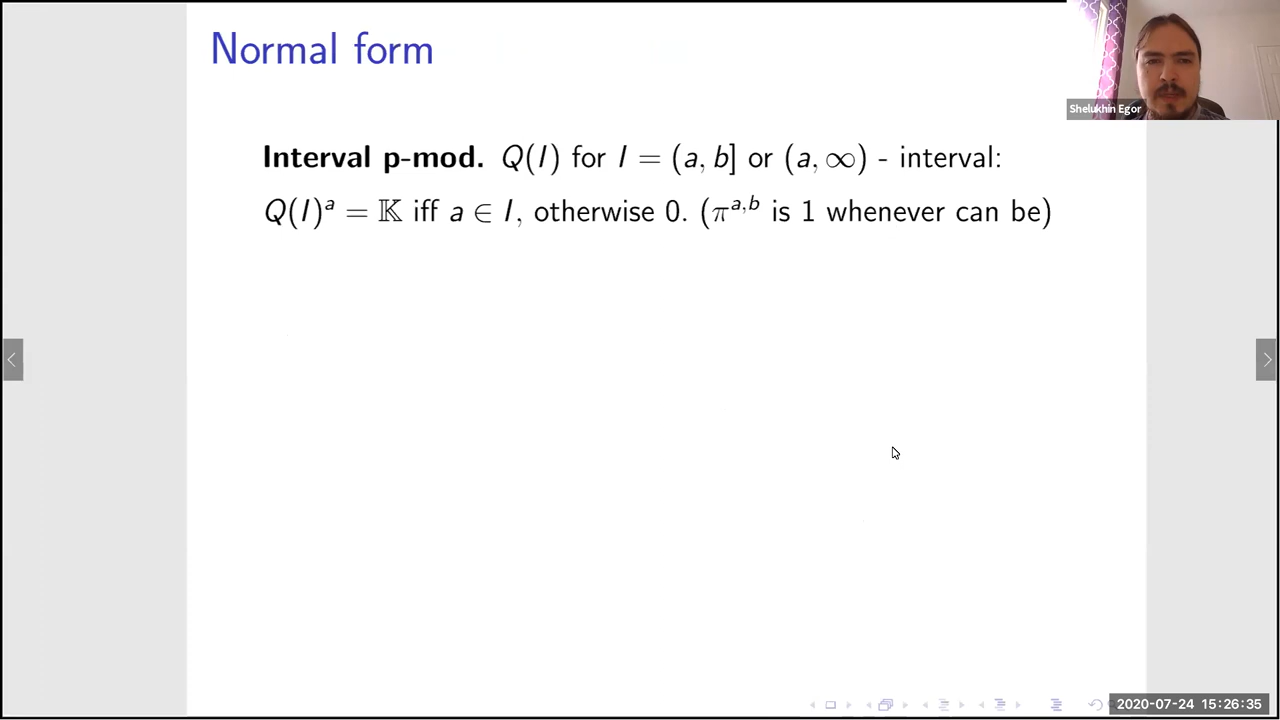 Normal form
Shelukhin Egor
Interval p-mod. Q(I) for I = (a, b] or (a, ∞) - interval:
Q(I)ᵃ = 𝕂 iff a ∈ I, otherwise 0. (πᵃ,ᵇ is 1 whenever can be)
2020-07-24 15:26:35